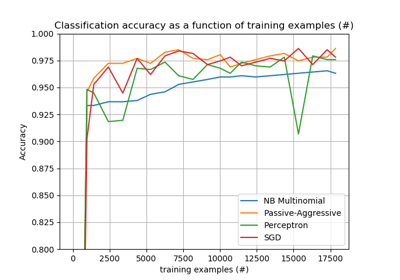 Classification accuracy as a function of training examples (#)
1.000
0.975
0.950
0.925
0.900
0.875
0.850
0.825
0.800
Accuracy
NB Multinomial
Passive-Aggressive
Perceptron
SGD
0 2500 5000 7500 10000 12500 15000 17500
training examples (#)